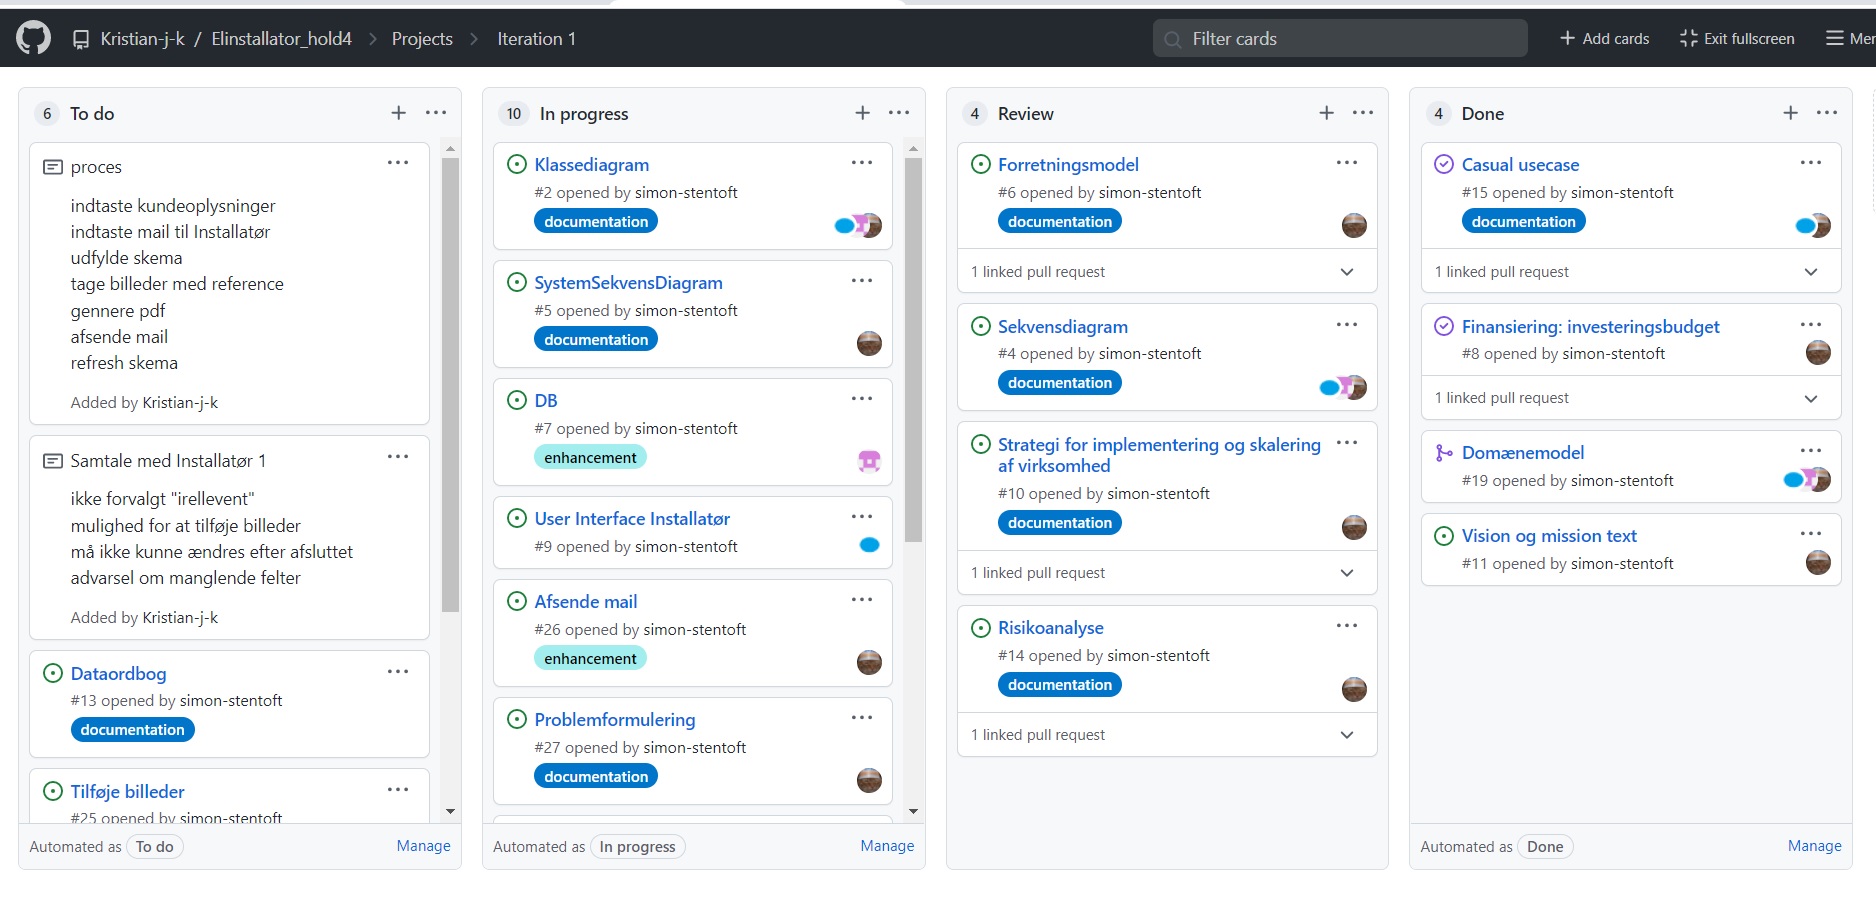 Kristian-j-k / Elinstallator_hold4 > Projects > Iteration 1
Filter cards
+ Add cards
Exit fullscreen
6 To do
proces
indtaste kundeoplysninger
indtaste mail til Installatør
udfylde skema
tage billeder med reference
gennere pdf
afsende mail
refresh skema
Added by Kristian-j-k
Samtale med Installatør 1
ikke forvalgt "irellevent"
mulighed for at tilføje billeder
må ikke kunne ændres efter afsluttet
advarsel om manglende felter
Added by Kristian-j-k
Dataordbog
#13 opened by simon-stentoft
documentation
Tilføje billeder
#25 opened by simon-stentoft
Automated as To do
Manage
10 In progress
Klassediagram
#2 opened by simon-stentoft
documentation
SystemSekvensDiagram
#5 opened by simon-stentoft
documentation
DB
#7 opened by simon-stentoft
enhancement
User Interface Installatør
#9 opened by simon-stentoft
Afsende mail
#26 opened by simon-stentoft
enhancement
Problemformulering
#27 opened by simon-stentoft
documentation
Automated as In progress
Manage
4 Review
Forretningsmodel
#6 opened by simon-stentoft
documentation
1 linked pull request
Sekvensdiagram
#4 opened by simon-stentoft
documentation
Strategi for implementering og skalering
af virksomhed
#10 opened by simon-stentoft
documentation
1 linked pull request
Risikoanalyse
#14 opened by simon-stentoft
documentation
1 linked pull request
4 Done
Casual usecase
#15 opened by simon-stentoft
documentation
1 linked pull request
Finansiering: investeringsbudget
#8 opened by simon-stentoft
1 linked pull request
Domænemodel
#19 opened by simon-stentoft
Vision og mission text
#11 opened by simon-stentoft
Automated as Done
Manage